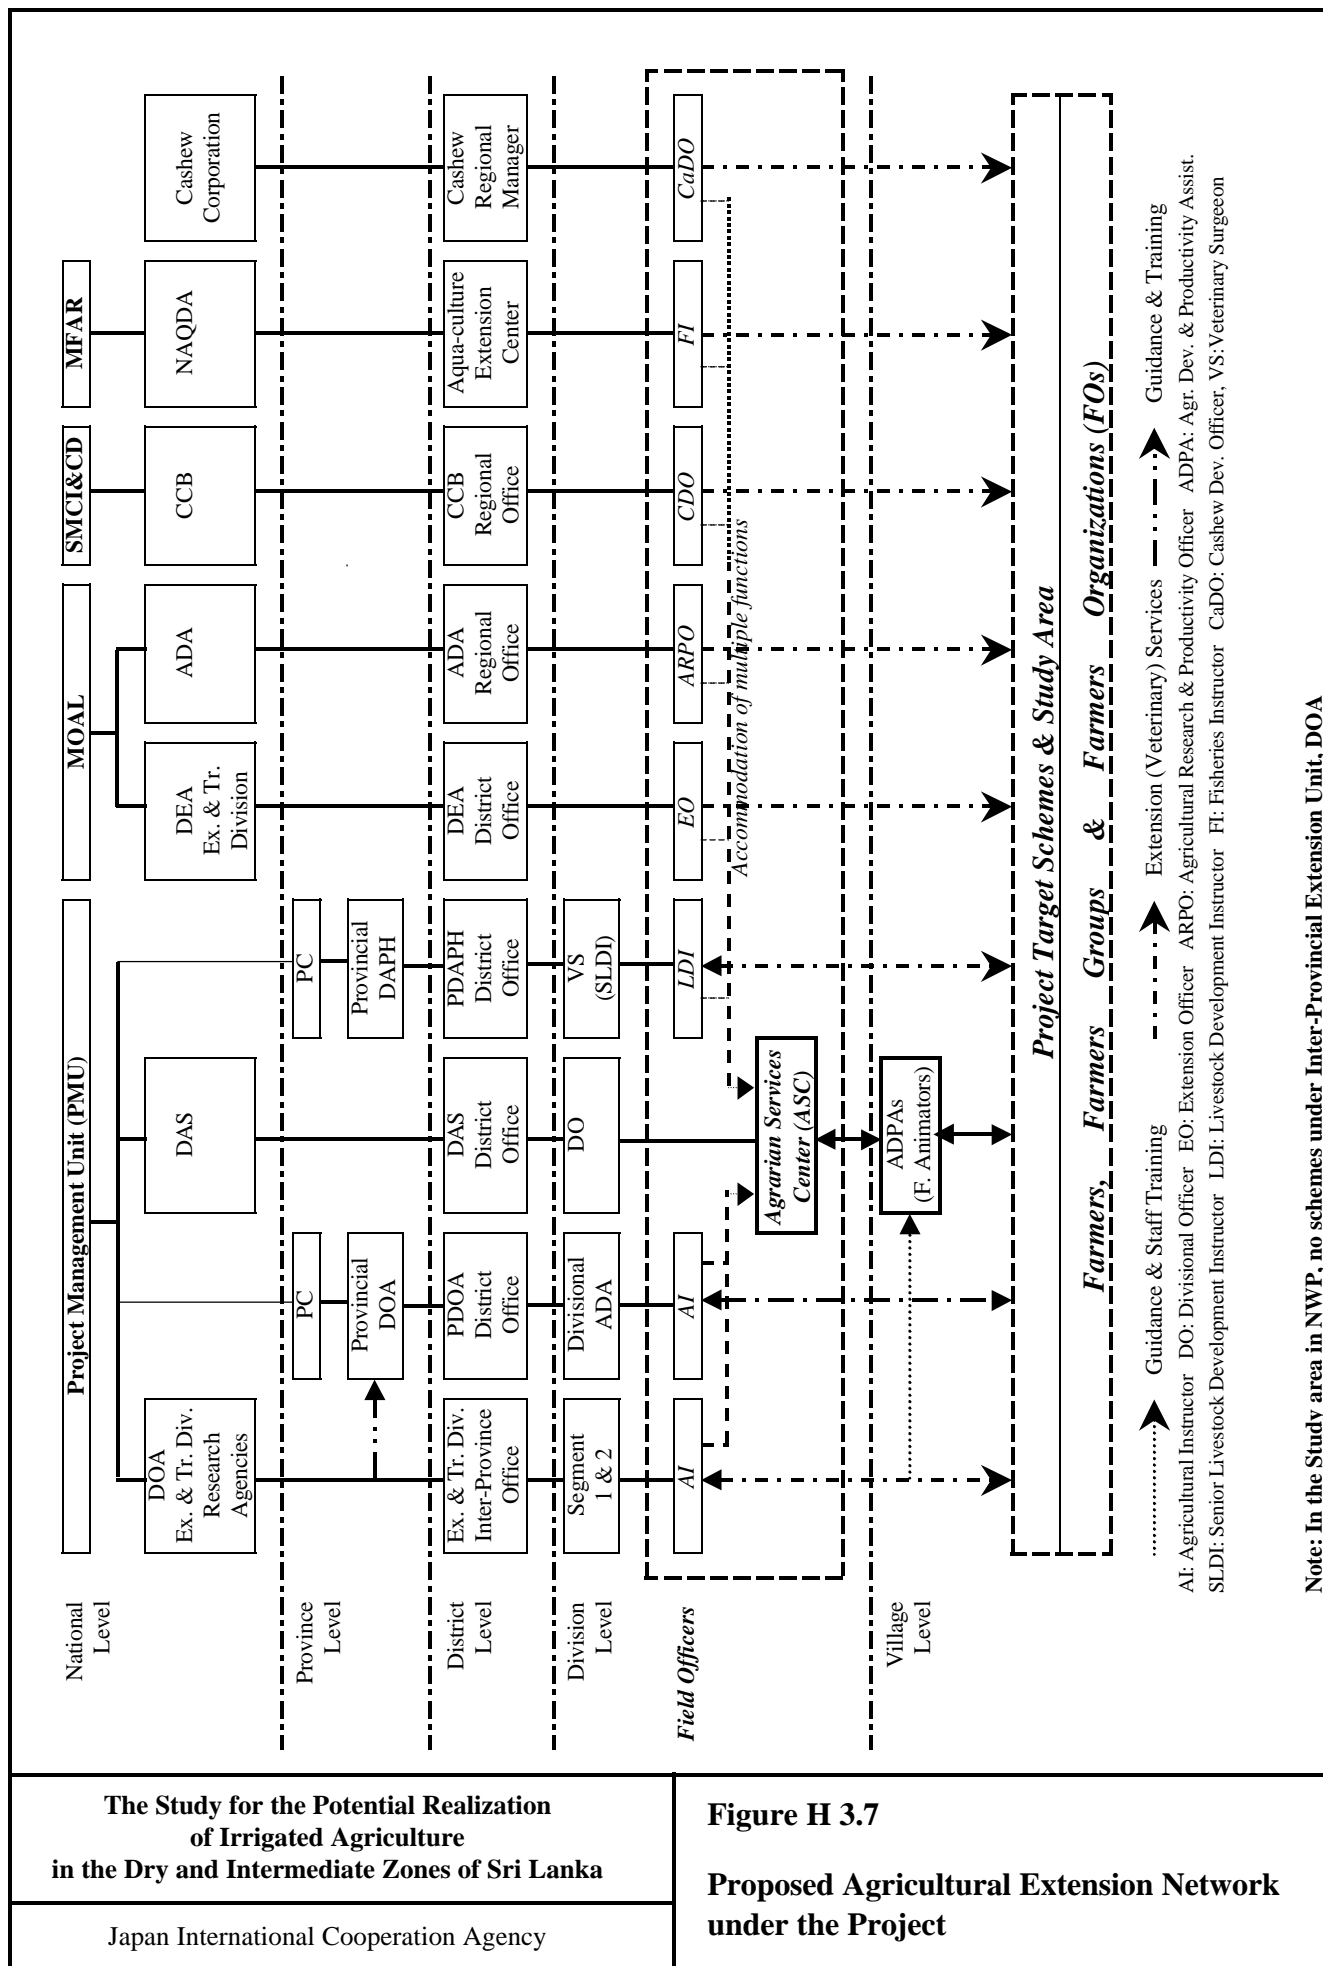 Project Management Unit (PMU)
MOAL
SMCI&CD
MFAR
National
Level
DOA
Ex. & Tr. Div.
Research
Agencies
DAS
DEA
Ex. & Tr.
Division
ADA
CCB
NAQDA
Cashew
Corporation
Province
Level
PC
Provincial
DOA
PC
Provincial
DAPH
District
Level
Ex. & Tr. Div.
Inter-Province
Office
PDOA
District
Office
DAS
District
Office
PDAPH
District
Office
DEA
District
Office
ADA
Regional
Office
CCB
Regional
Office
Aqua-culture
Extension
Center
Cashew
Regional
Manager
Division
Level
Segment
1 & 2
Divisional
ADA
DO
VS
(SLDI)
Field Officers
AI
AI
LDI
EO
ARPO
CDO
FI
CaDO
Accommodation of multiple functions
Agrarian Services
Center (ASC)
Village
Level
ADPAs
(F. Animators)
Project Target Schemes & Study Area
Farmers, Farmers Groups & Farmers Organizations (FOs)
Guidance & Staff Training
Extension (Veterinary) Services
Guidance & Training
AI: Agricultural Instructor DO: Divisional Officer EO: Extension Officer ARPO: Agricultural Research & Productivity Officer ADPA: Agr. Dev. & Productivity Assist.
SLDI: Senior Livestock Development Instructor LDI: Livestock Development Instructor FI: Fisheries Instructor CaDO: Cashew Dev. Officer, VS:Veterinary Surgeeon
Note: In the Study area in NWP, no schemes under Inter-Provincial Extension Unit, DOA
The Study for the Potential Realization
of Irrigated Agriculture
in the Dry and Intermediate Zones of Sri Lanka
Japan International Cooperation Agency
Figure H 3.7
Proposed Agricultural Extension Network
under the Project